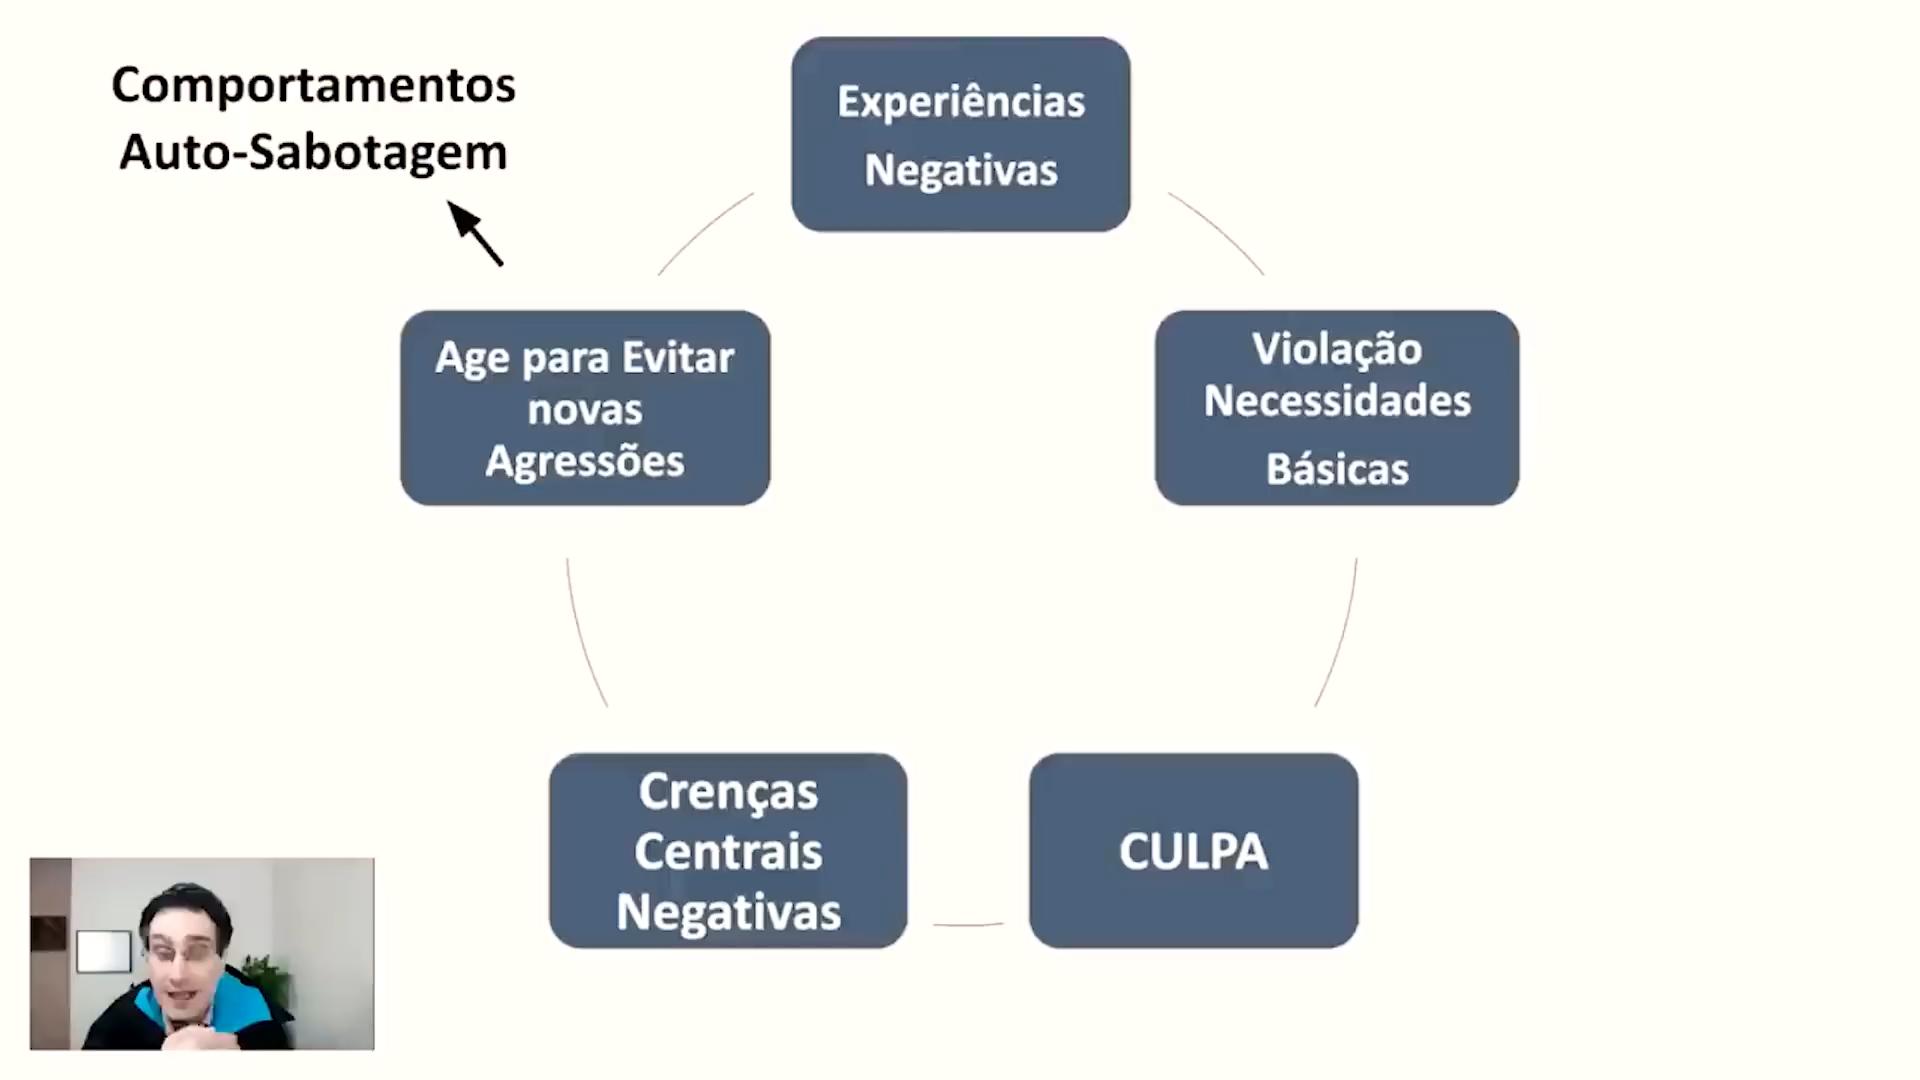 Comportamentos
Auto-Sabotagem
Experiências
Negativas
Violação
Necessidades
Básicas
CULPA
Crenças
Centrais
Negativas
Age para Evitar
novas
Agressões